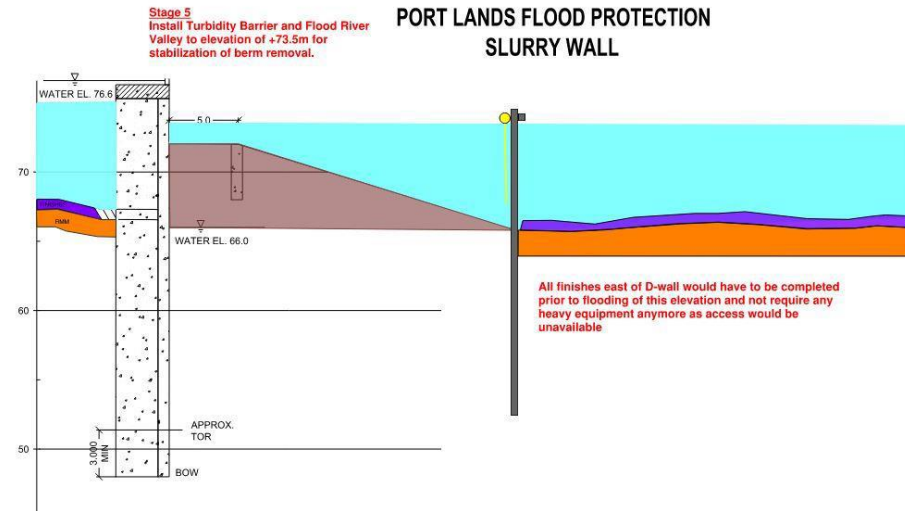 Stage 5
Install Turbidity Barrier and Flood River
Valley to elevation of +73.5m for
stabilization of berm removal.
PORT LANDS FLOOD PROTECTION
SLURRY WALL
WATER EL. 76.6
5.0
70
RMM
WATER EL. 66.0
All finishes east of D-wall would have to be completed
prior to flooding of this elevation and not require any
heavy equipment anymore as access would be
unavailable
60
APPROX.
TOR
3.000
MIN
50
BOW